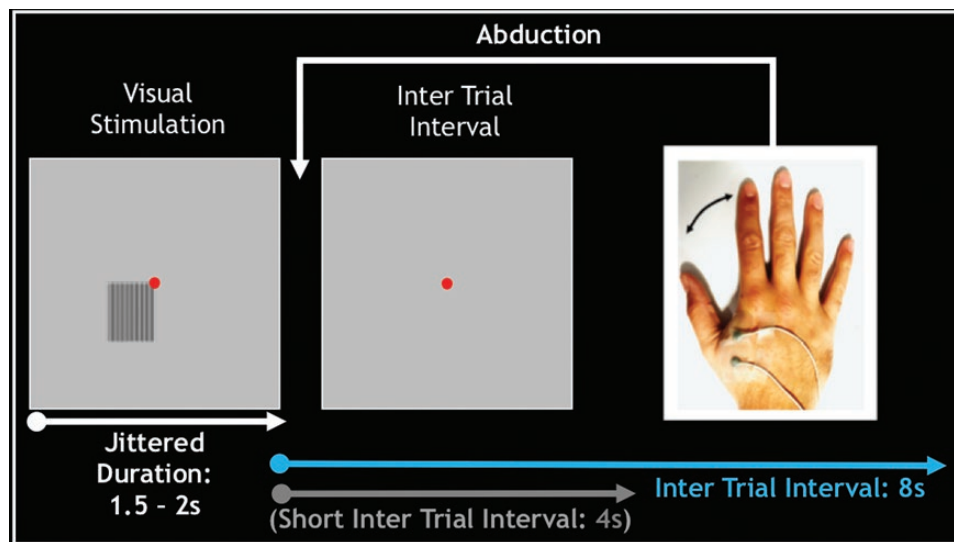 Abduction
Visual
Stimulation
Inter Trial
Interval
Jittered
Duration:
1.5 – 2s
Inter Trial Interval: 8s
(Short Inter Trial Interval: 4s)